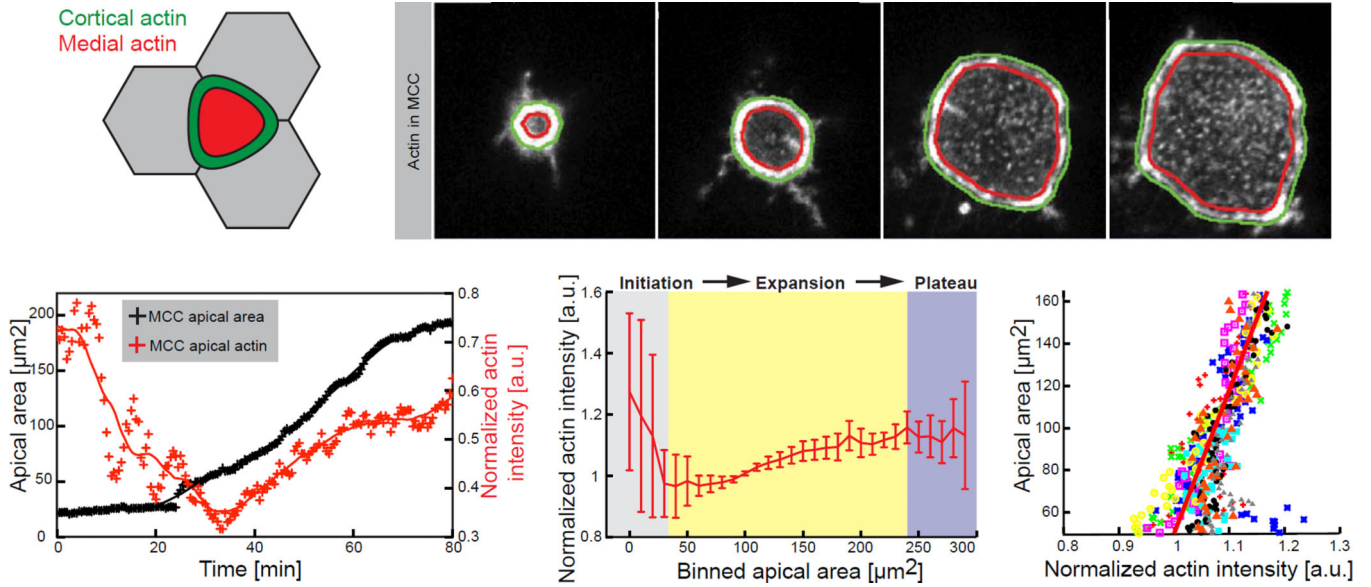 Cortical actin
Medial actin
Actin in MCC
Apical area [µm2]
200
150
100
50
0
MCC apical area
MCC apical actin
0.8
0.7
0.6
0.5
0.4
0.3
Normalized actin
intensity [a.u.]
0 20 40 60 80
Time [min]
Initiation Expansion Plateau
Normalized actin intensity [a.u.]
1.6
1.4
1.2
1
0.8
0 50 100 150 200 250 300
Binned apical area [µm2]
Apical area [µm2]
160
140
120
100
80
60
0.8 0.9 1 1.1 1.2 1.3
Normalized actin intensity [a.u.]